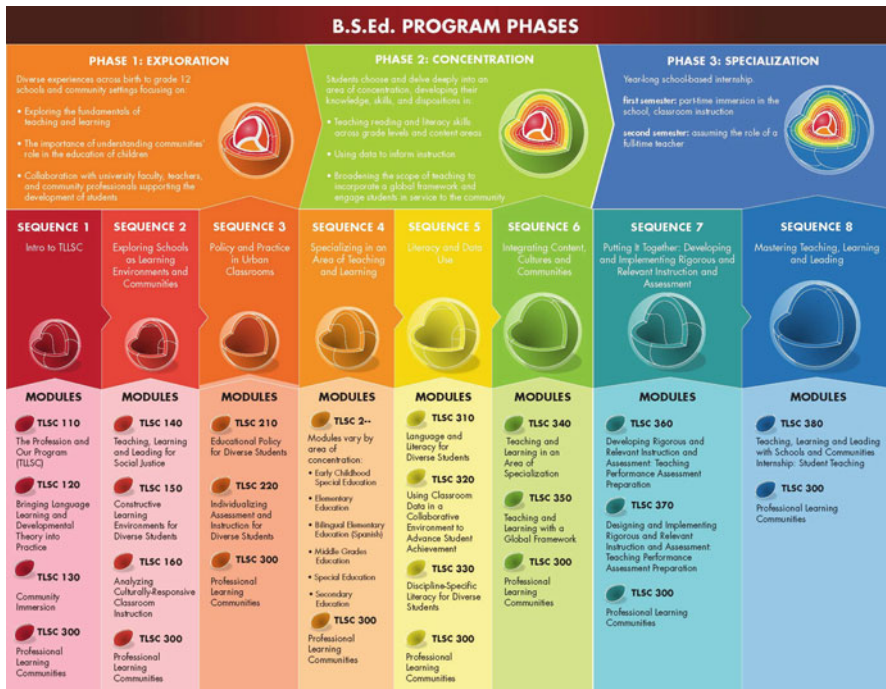 B.S.Ed. PROGRAM PHASES
PHASE 1: EXPLORATION
Diverse experiences across birth to grade 12
schools and community settings focusing on:
• Exploring the fundamentals of
teaching and learning
• The importance of understanding communities'
role in the education of children
• Collaboration with university faculty, teachers,
and community professionals supporting the
development of students
PHASE 2: CONCENTRATION
Students choose and delve deeply into an
area of concentration, developing their
knowledge, skills, and dispositions in:
• Teaching reading and literacy skills
across grade levels and content areas
• Using data to inform instruction
• Broadening the scope of teaching to
incorporate a global framework and
engage students in service to the community
PHASE 3: SPECIALIZATION
Year-long school-based internship.
first semester: part-time immersion in the
school, classroom instruction
second semester: assuming the role of a
full-time teacher
SEQUENCE 1
Intro to TLLSC
MODULES
TLSC 110
The Profession and
Our Program
(TLLSC)
TLSC 120
Bringing Language
Learning and
Developmental
Theory into
Practice
TLSC 130
Community
Immersion
TLSC 300
Professional
Learning
Communities
SEQUENCE 2
Exploring Schools
as Learning
Environments and
Communities
MODULES
TLSC 140
Teaching, Learning
and Leading for
Social Justice
TLSC 150
Constructive
Learning
Environments for
Diverse Students
TLSC 160
Analyzing
Culturally-Responsive
Classroom
Instruction
TLSC 300
Professional
Learning
Communities
SEQUENCE 3
Policy and Practice
in Urban
Classrooms
MODULES
TLSC 210
Educational Policy
for Diverse Students
TLSC 220
Individualizing
Assessment and
Instruction for
Diverse Students
TLSC 300
Professional
Learning
Communities
SEQUENCE 4
Specializing in an
Area of Teaching
and Learning
MODULES
TLSC 2--
Modules vary by
area of
concentration:
• Early Childhood
Special Education
• Elementary
Education
• Bilingual Elementary
Education (Spanish)
• Middle Grades
Education
• Special Education
• Secondary
Education
TLSC 300
Professional
Learning
Communities
SEQUENCE 5
Literacy and Data
Use
MODULES
TLSC 310
Language and
Literacy for
Diverse Students
TLSC 320
Using Classroom
Data in a
Collaborative
Environment to
Advance Student
Achievement
TLSC 330
Discipline-Specific
Literacy for Diverse
Students
TLSC 300
Professional
Learning
Communities
SEQUENCE 6
Integrating Content,
Cultures and
Communities
MODULES
TLSC 340
Teaching and
Learning in an
Area of
Specialization
TLSC 350
Teaching and
Learning with a
Global Framework
TLSC 300
Professional
Learning
Communities
SEQUENCE 7
Putting It Together: Developing
and Implementing Rigorous and
Relevant Instruction and
Assessment
MODULES
TLSC 360
Developing Rigorous and
Relevant Instruction and
Assessment: Teaching
Performance Assessment
Preparation
TLSC 370
Designing and Implementing
Rigorous and Relevant
Instruction and Assessment:
Teaching Performance
Assessment Preparation
TLSC 300
Professional Learning
Communities
SEQUENCE 8
Mastering Teaching, Learning
and Leading
MODULES
TLSC 380
Teaching, Learning and Leading
with Schools and Communities
Internship: Student Teaching
TLSC 300
Professional Learning
Communities